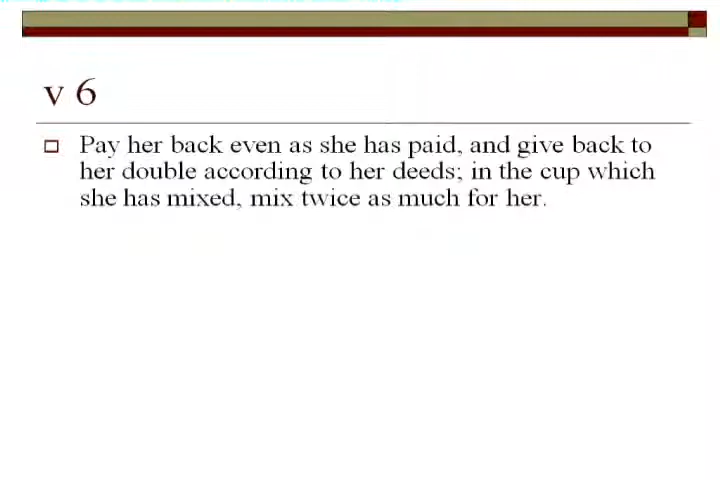 v 6
Pay her back even as she has paid, and give back to
her double according to her deeds; in the cup which
she has mixed, mix twice as much for her.